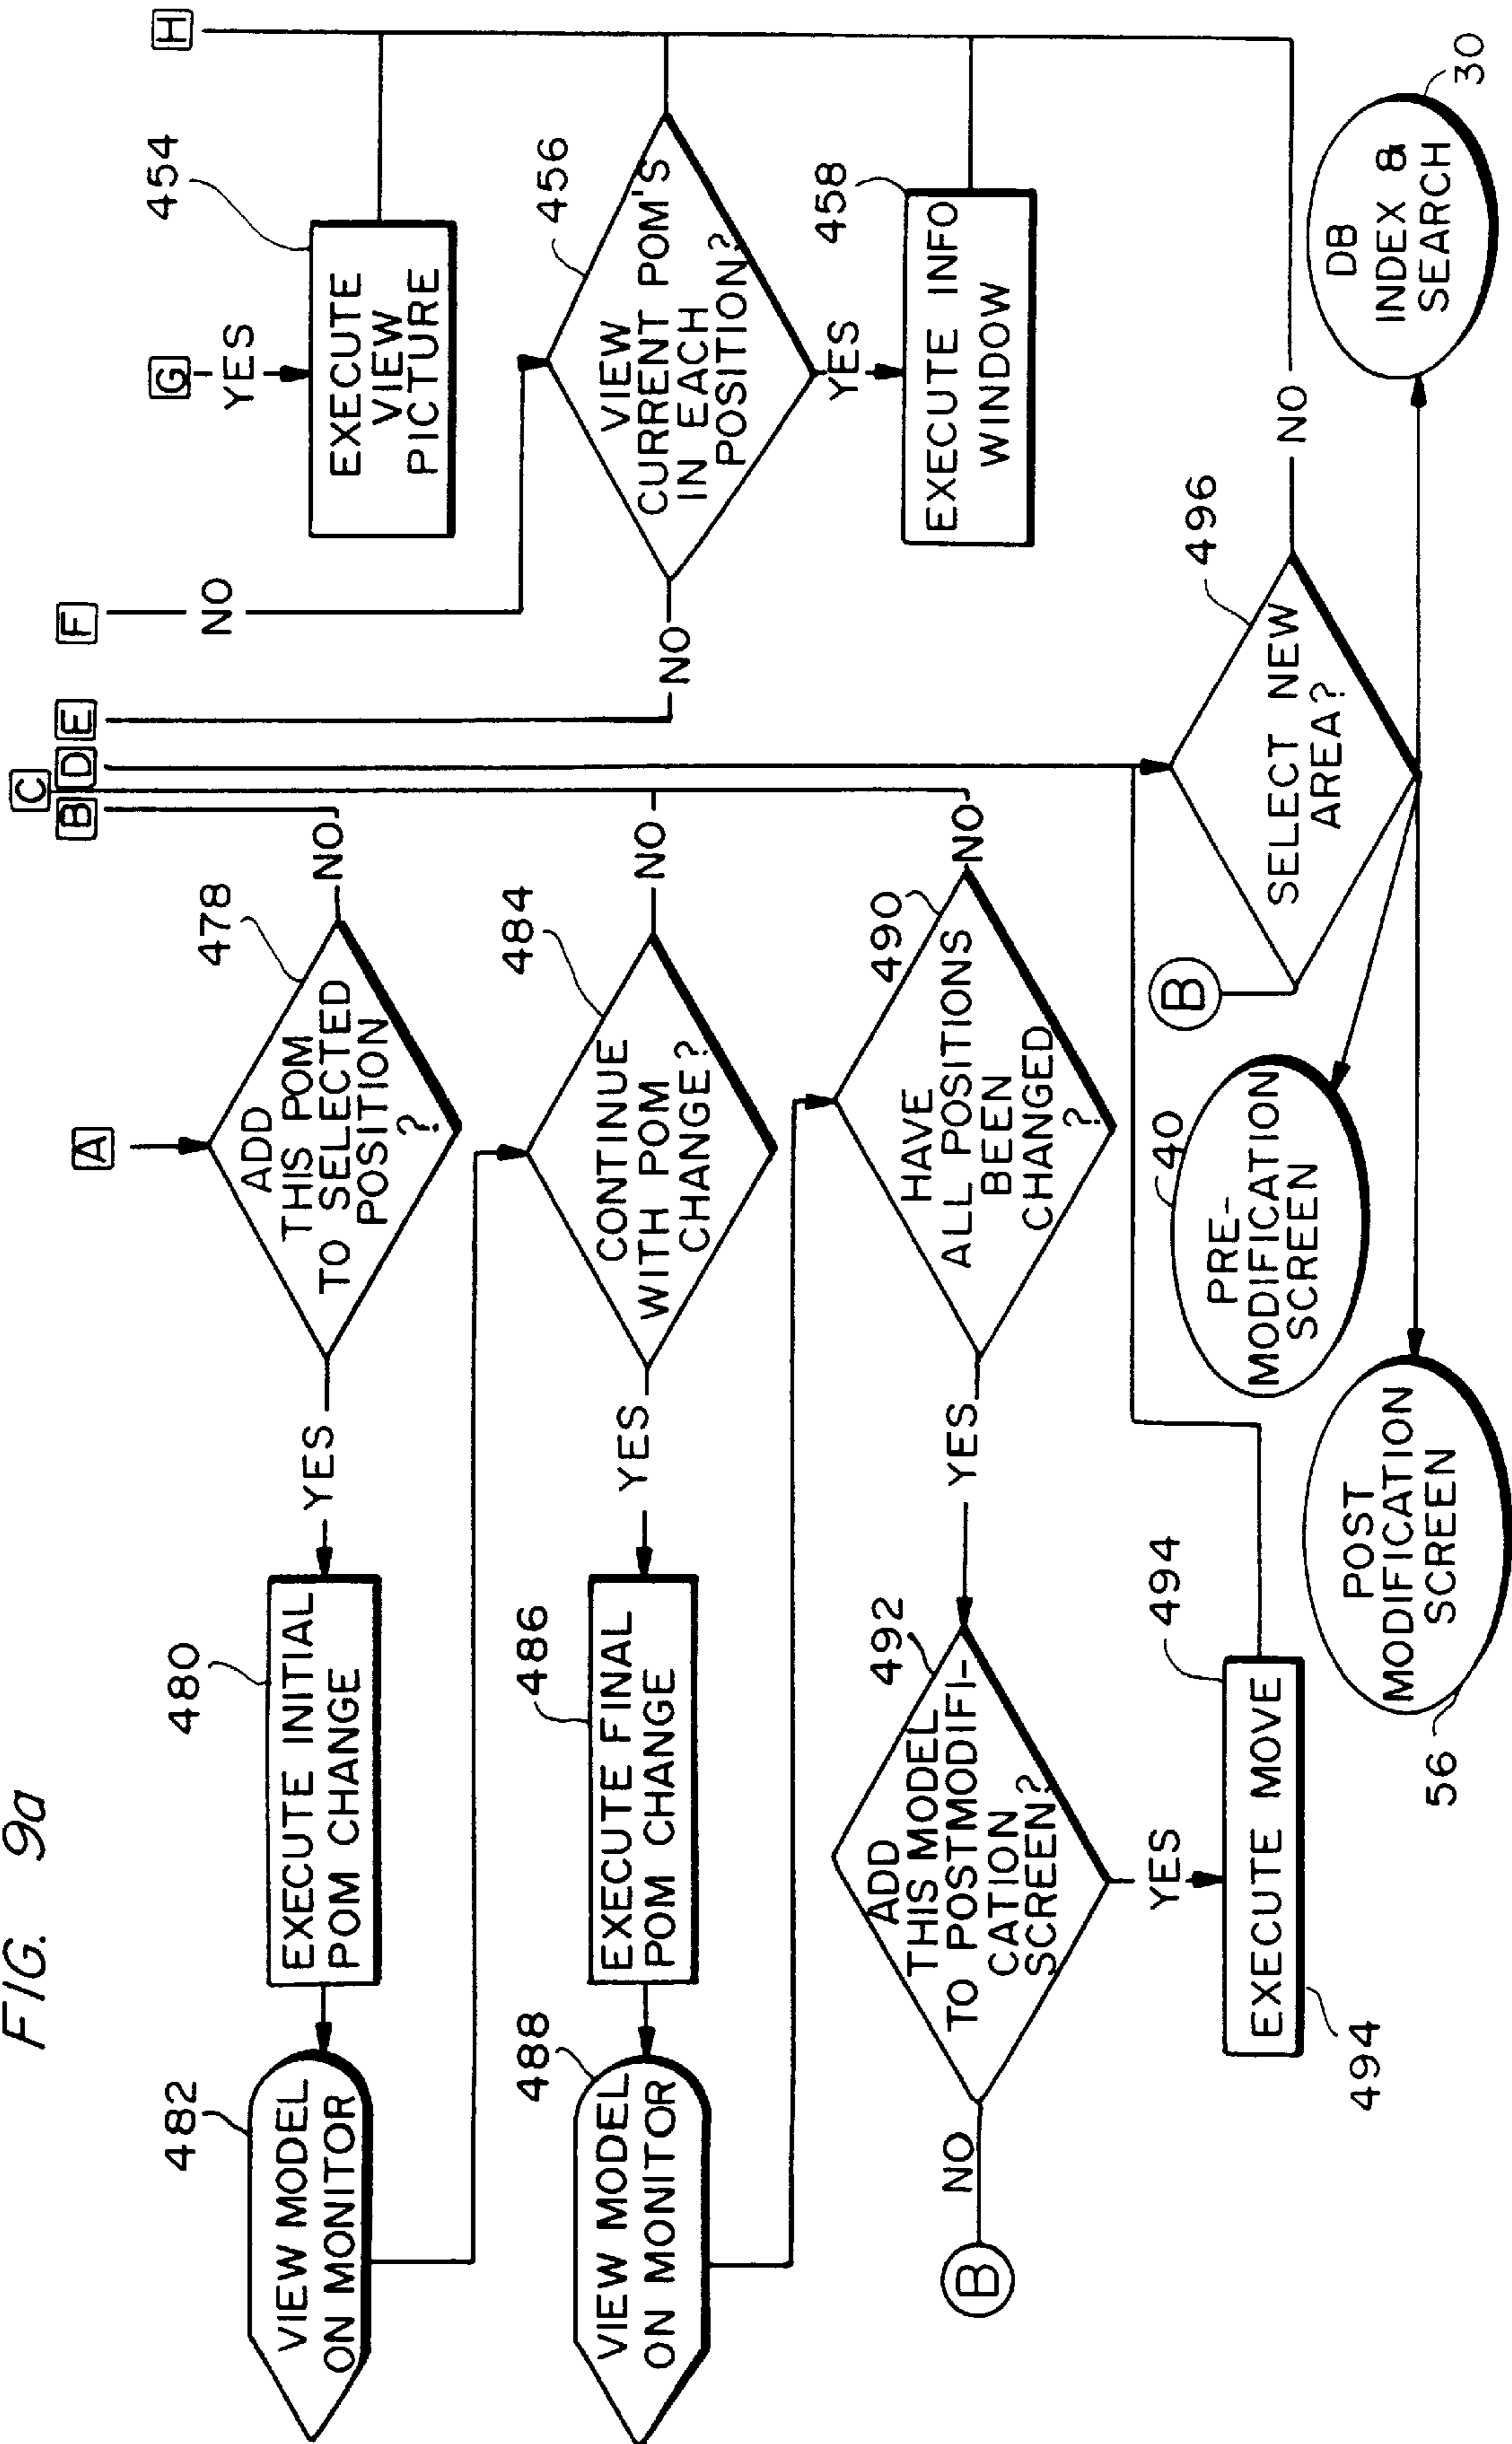 FIG. 9a
A
C
B
D
E
F
G
H
478
ADD
THIS POM
TO SELECTED
POSITION
?
NO
YES
480
EXECUTE INITIAL
POM CHANGE
482
VIEW MODEL
ON MONITOR
484
CONTINUE
WITH POM
CHANGE?
NO
YES
486
EXECUTE FINAL
POM CHANGE
488
VIEW MODEL
ON MONITOR
490
HAVE
ALL POSITIONS
BEEN
CHANGED
?
NO
YES
492
ADD
THIS MODEL
TO POSTMODIFI-
CATION
SCREEN?
NO
B
YES
494
EXECUTE MOVE
494
NO
YES
454
EXECUTE
VIEW
PICTURE
456
VIEW
CURRENT POM'S
IN EACH
POSITION?
NO
YES
458
EXECUTE INFO
WINDOW
496
SELECT NEW
AREA?
NO
B
40
PRE-
MODIFICATION
SCREEN
POST
MODIFICATION
SCREEN
56
DB
INDEX &
SEARCH
30